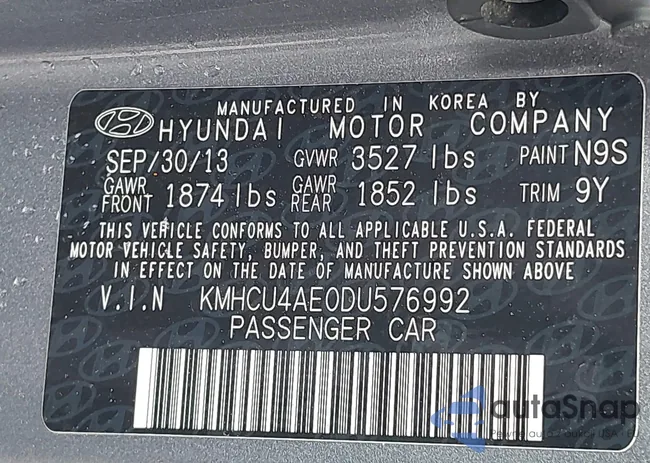 MANUFACTURED IN KOREA BY
HYUNDAI MOTOR COMPANY
SEP/30/13 GVWR 3527 lbs PAINT N9S
GAWR FRONT 1874 lbs GAWR REAR 1852 lbs TRIM 9Y
THIS VEHICLE CONFORMS TO ALL APPLICABLE U.S.A. FEDERAL
MOTOR VEHICLE SAFETY, BUMPER, AND THEFT PREVENTION STANDARDS
IN EFFECT ON THE DATE OF MANUFACTURE SHOWN ABOVE
V.I.N KMHCU4AE0DU576992
PASSENGER CAR
autoSnap